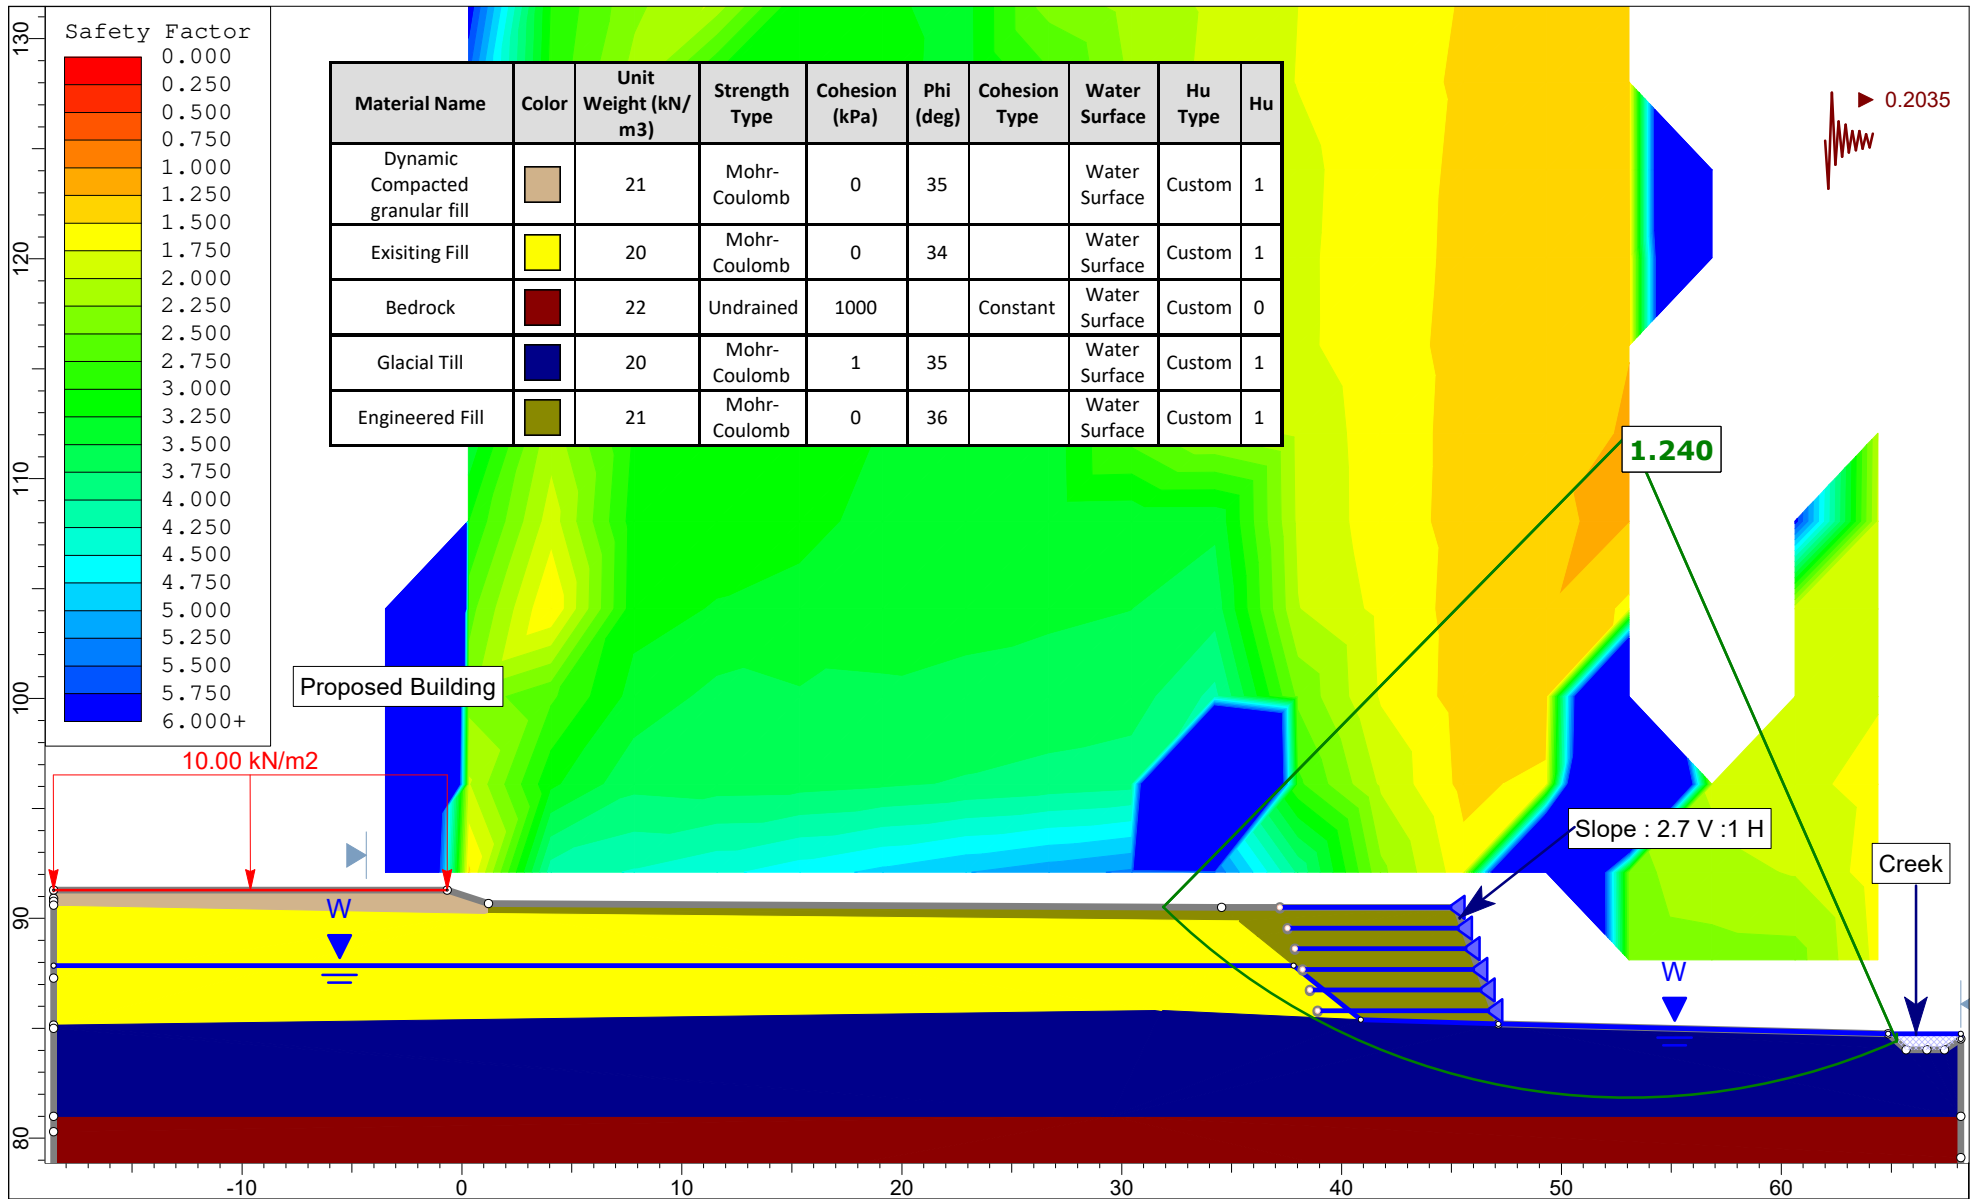 Safety Factor
0.000
0.250
0.500
0.750
1.000
1.250
1.500
1.750
2.000
2.250
2.500
2.750
3.000
3.250
3.500
3.750
4.000
4.250
4.500
4.750
5.000
5.250
5.500
5.750
6.000+
Material Name Color Unit Weight (kN/ m3) Strength Type Cohesion (kPa) Phi (deg) Cohesion Type Water Surface Hu Type Hu
Dynamic Compacted granular fill 21 Mohr-Coulomb 0 35 Water Surface Custom 1
Exisiting Fill 20 Mohr-Coulomb 0 34 Water Surface Custom 1
Bedrock 22 Undrained 1000 Constant Water Surface Custom 0
Glacial Till 20 Mohr-Coulomb 1 35 Water Surface Custom 1
Engineered Fill 21 Mohr-Coulomb 0 36 Water Surface Custom 1
0.2035
1.240
Proposed Building
10.00 kN/m2
Slope : 2.7 V :1 H
Creek
W
W
130
120
110
100
90
80
-10 0 10 20 30 40 50 60